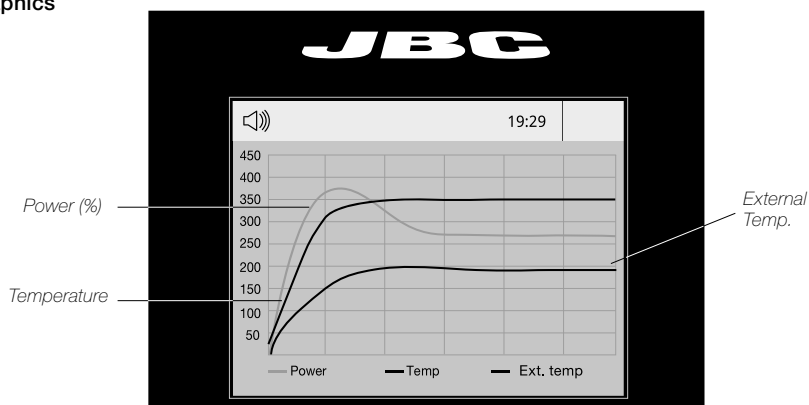 phics
JBC
19:29
450
400
350
300
250
200
150
100
50
Power (%)
Temperature
External
Temp.
Power
Temp
Ext. temp